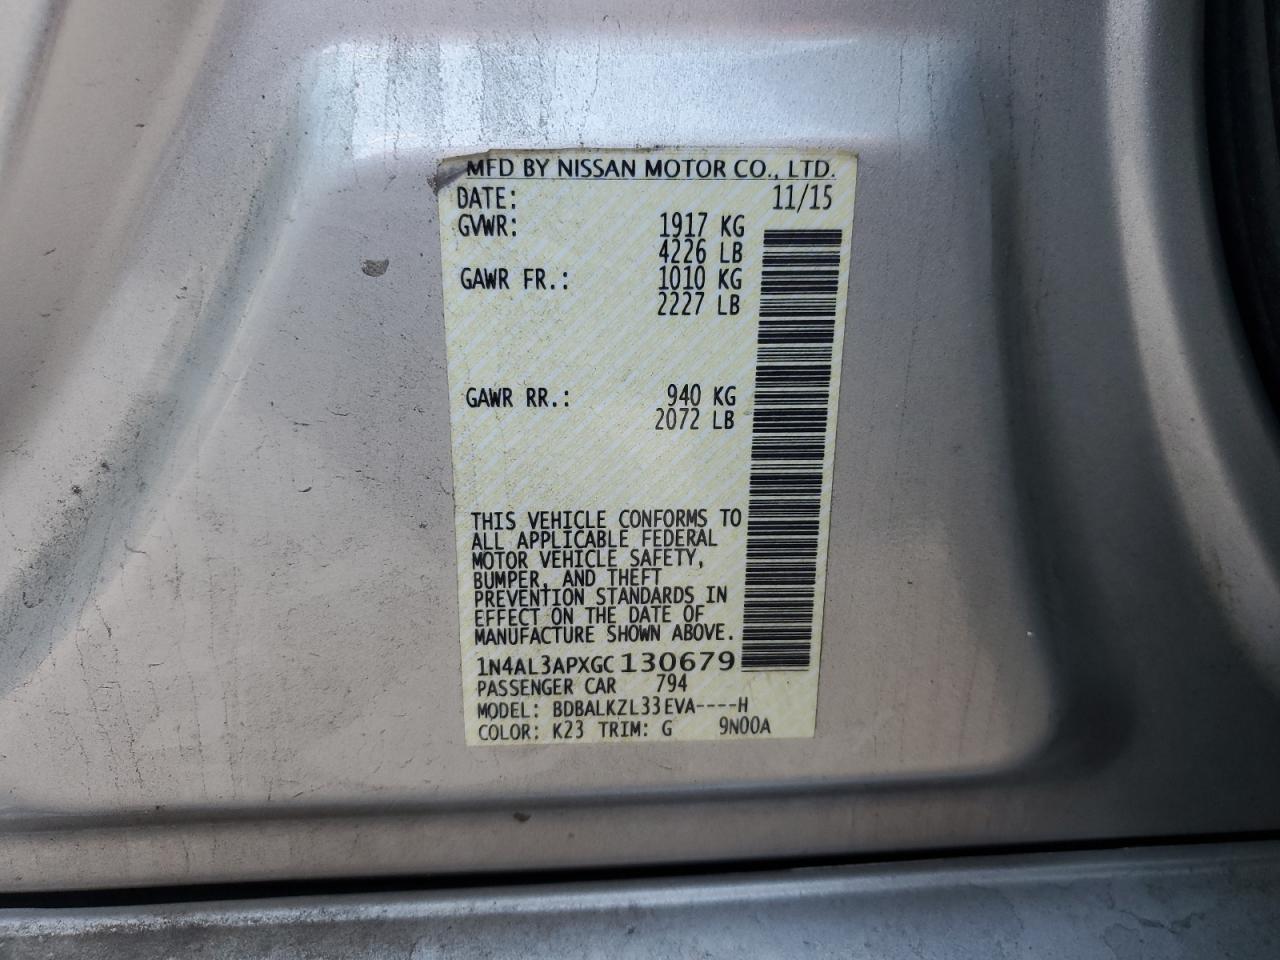 MFD BY NISSAN MOTOR CO., LTD.
DATE: 11/15
GVWR: 1917 KG
4226 LB
GAWR FR.: 1010 KG
2227 LB
GAWR RR.: 940 KG
2072 LB
THIS VEHICLE CONFORMS TO
ALL APPLICABLE FEDERAL
MOTOR VEHICLE SAFETY,
BUMPER, AND THEFT
PREVENTION STANDARDS IN
EFFECT ON THE DATE OF
MANUFACTURE SHOWN ABOVE.
1N4AL3APXGC130679
PASSENGER CAR 794
MODEL: BDBALKZL33EVA----H
COLOR: K23 TRIM: G 9N00A